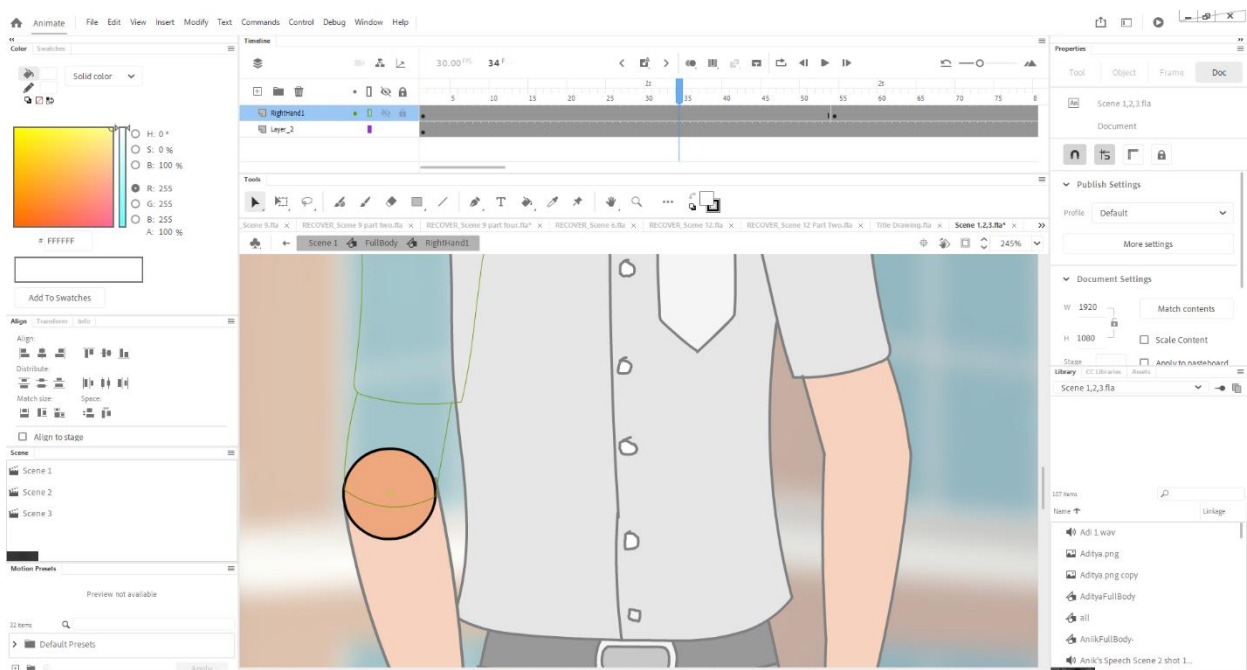 Animate File Edit View Insert Modify Text Commands Control Debug Window Help
Color Swatches
Solid color
H: 0 °
S: 0 %
B: 100 %
R: 255
G: 255
B: 255
A: 100 %
# FFFFFF
Add To Swatches
Align Transform Info
Align:
Distribute:
Match size: Space:
Align to stage
Scene
Scene 1
Scene 2
Scene 3
Motion Presets
Preview not available
32 items
Default Presets
Apply
Timeline
30.00 FPS 34 F
1s 2s
5 10 15 20 25 30 35 40 45 50 55 60 65 70 75 8
RightHand1
Layer_2
Tools
Scene 9.fla × RECOVER_Scene 9 part two.fla × RECOVER_Scene 9 part four.fla* × RECOVER_Scene 6.fla × RECOVER_Scene 12.fla × RECOVER_Scene 12 Part Two.fla × Title Drawing.fla × Scene 1,2,3.fla* ×
Scene 1 FullBody RightHand1 245%
Properties
Tool Object Frame Doc
An Scene 1,2,3.fla
Document
Publish Settings
Profile Default
More settings
Document Settings
W 1920 Match contents
H 1080 Scale Content
Stage Apply to pasteboard
Library CC Libraries Assets
Scene 1,2,3.fla
107 items
Name Linkage
Adi 1.wav
Aditya.png
Aditya.png copy
AdityaFullBody
all
AniikFullBody-
Anik's Speech Scene 2 shot 1...